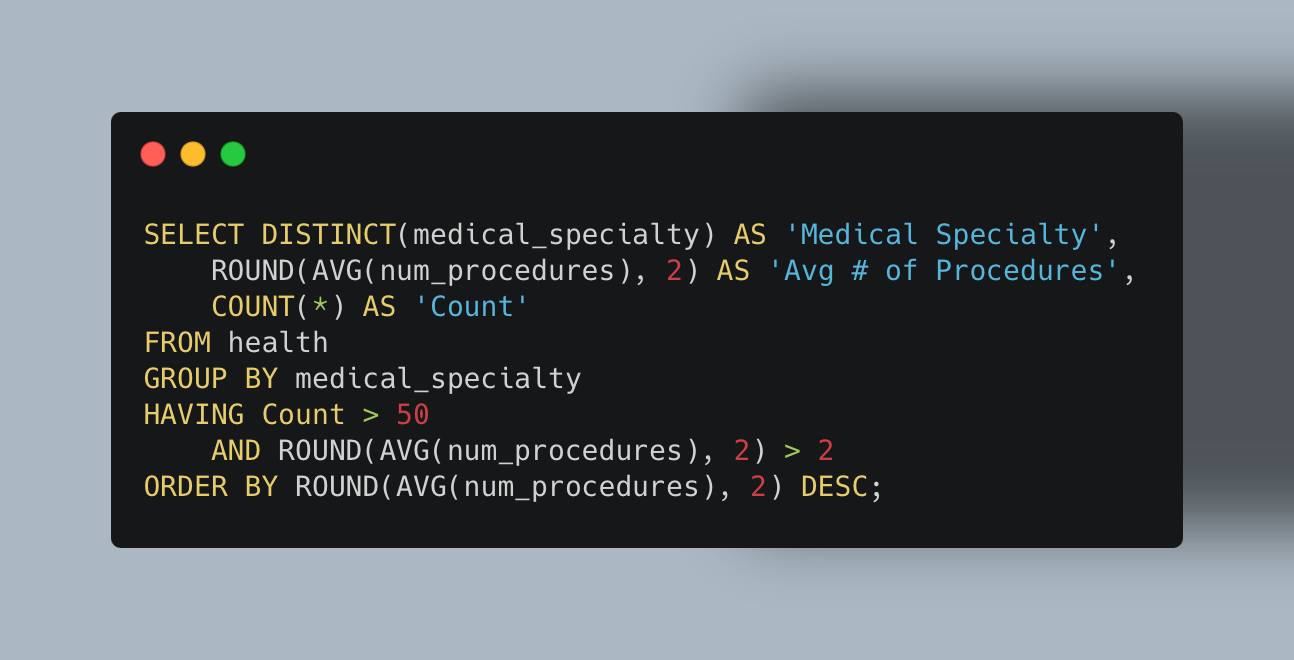 SELECT DISTINCT(medical_specialty) AS 'Medical Specialty',
    ROUND(AVG(num_procedures), 2) AS 'Avg # of Procedures',
    COUNT(*) AS 'Count'
FROM health
GROUP BY medical_specialty
HAVING Count > 50
    AND ROUND(AVG(num_procedures), 2) > 2
ORDER BY ROUND(AVG(num_procedures), 2) DESC;